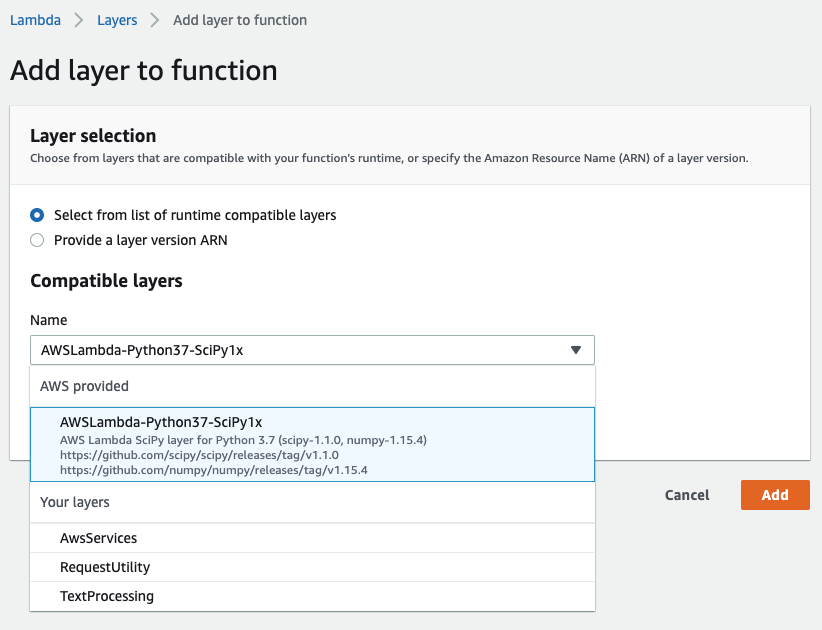 Lambda > Layers > Add layer to function
Add layer to function
Layer selection
Choose from layers that are compatible with your function's runtime, or specify the Amazon Resource Name (ARN) of a layer version.
Select from list of runtime compatible layers
Provide a layer version ARN
Compatible layers
Name
AWSLambda-Python37-SciPy1x
AWS provided
AWSLambda-Python37-SciPy1x
AWS Lambda SciPy layer for Python 3.7 (scipy-1.1.0, numpy-1.15.4)
https://github.com/scipy/scipy/releases/tag/v1.1.0
https://github.com/numpy/numpy/releases/tag/v1.15.4
Your layers
Cancel Add
AwsServices
RequestUtility
TextProcessing